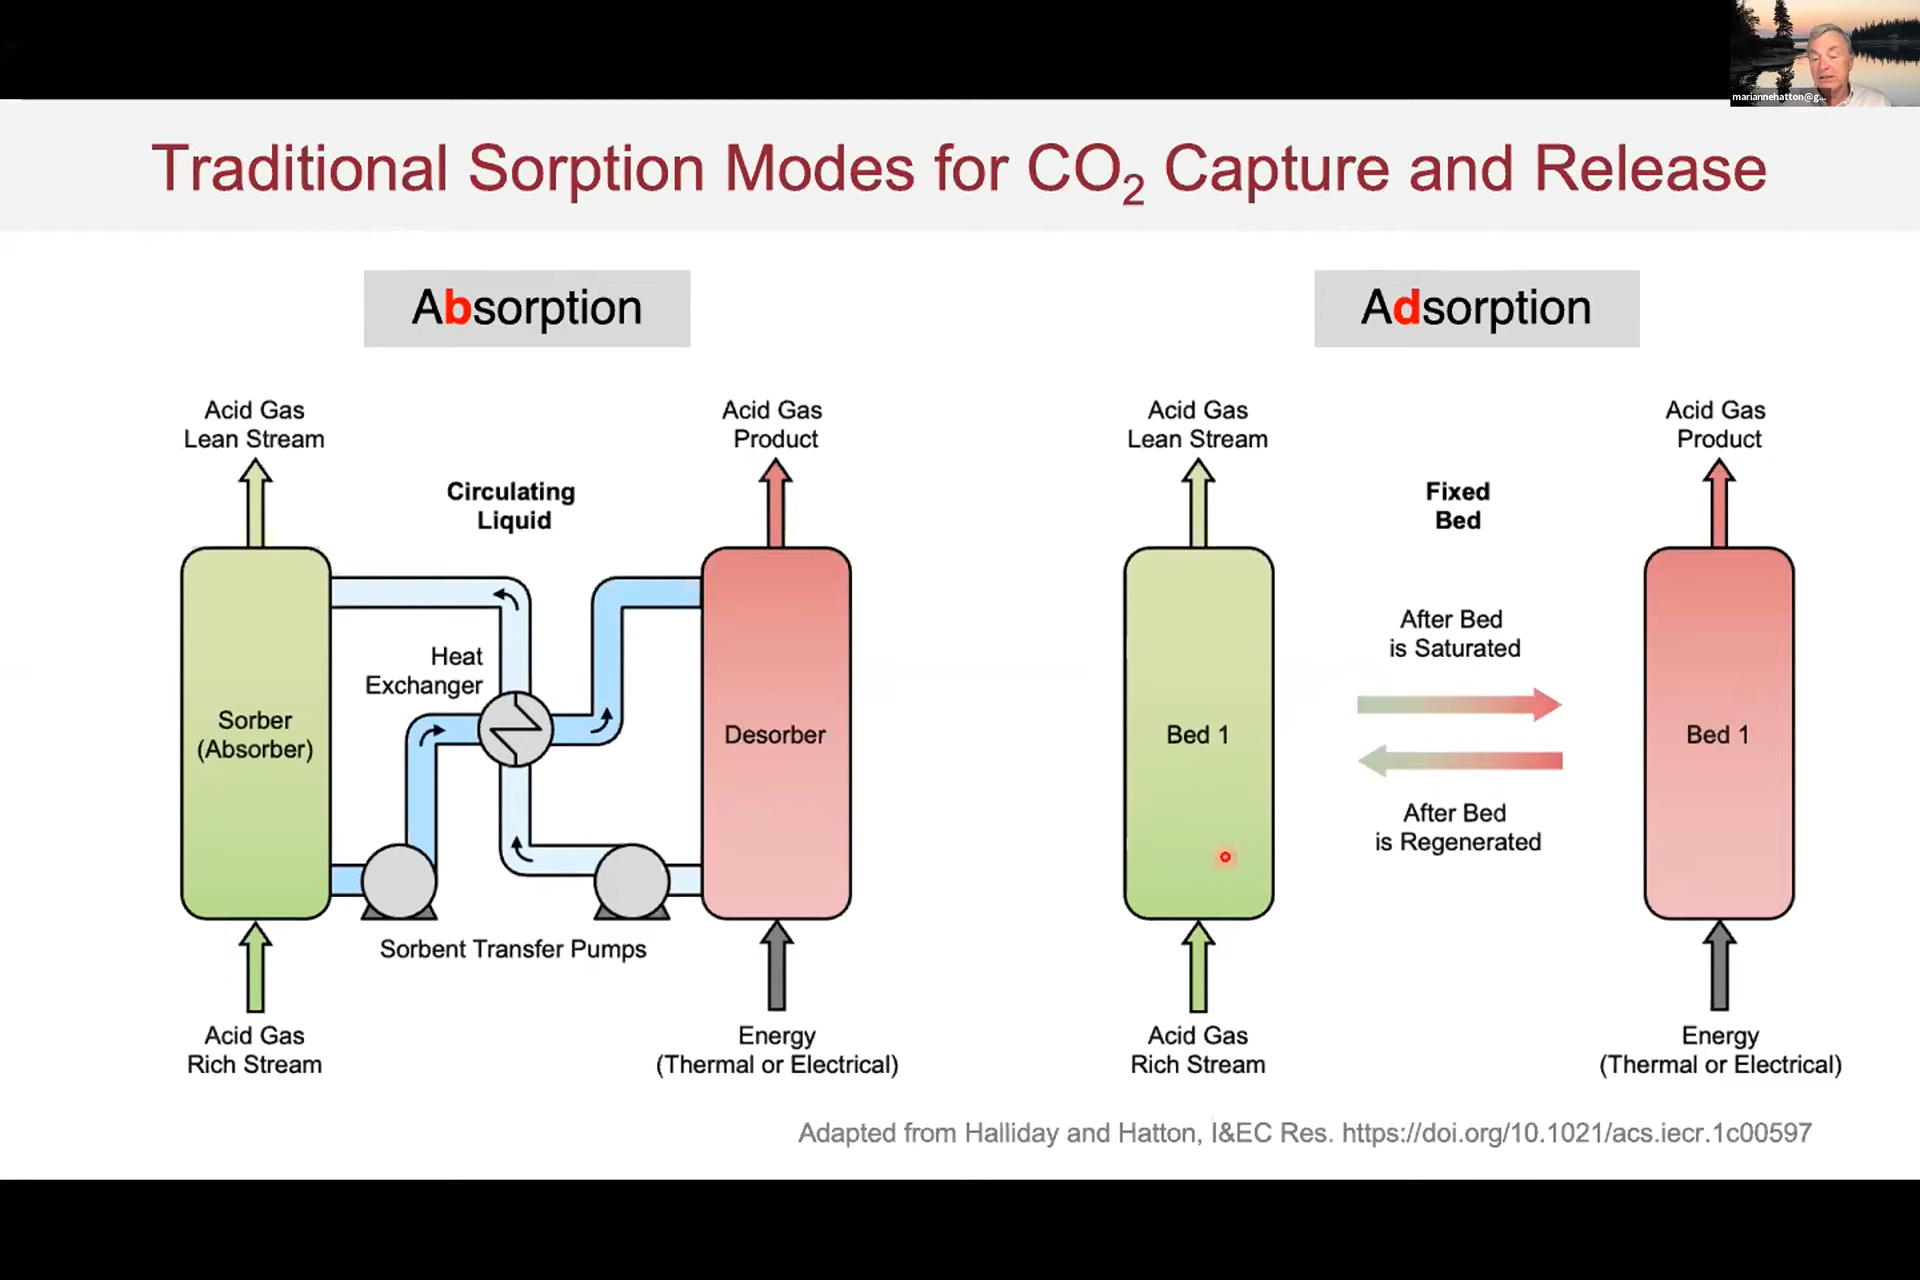 mariannehatton@g...
Traditional Sorption Modes for CO₂ Capture and Release
Absorption
Adsorption
Acid Gas
Lean Stream
Acid Gas
Product
Circulating
Liquid
Heat
Exchanger
Sorber
(Absorber)
Desorber
Sorbent Transfer Pumps
Acid Gas
Rich Stream
Energy
(Thermal or Electrical)
Acid Gas
Lean Stream
Acid Gas
Product
Fixed
Bed
After Bed
is Saturated
Bed 1
Bed 1
After Bed
is Regenerated
Acid Gas
Rich Stream
Energy
(Thermal or Electrical)
Adapted from Halliday and Hatton, I&EC Res. https://doi.org/10.1021/acs.iecr.1c00597